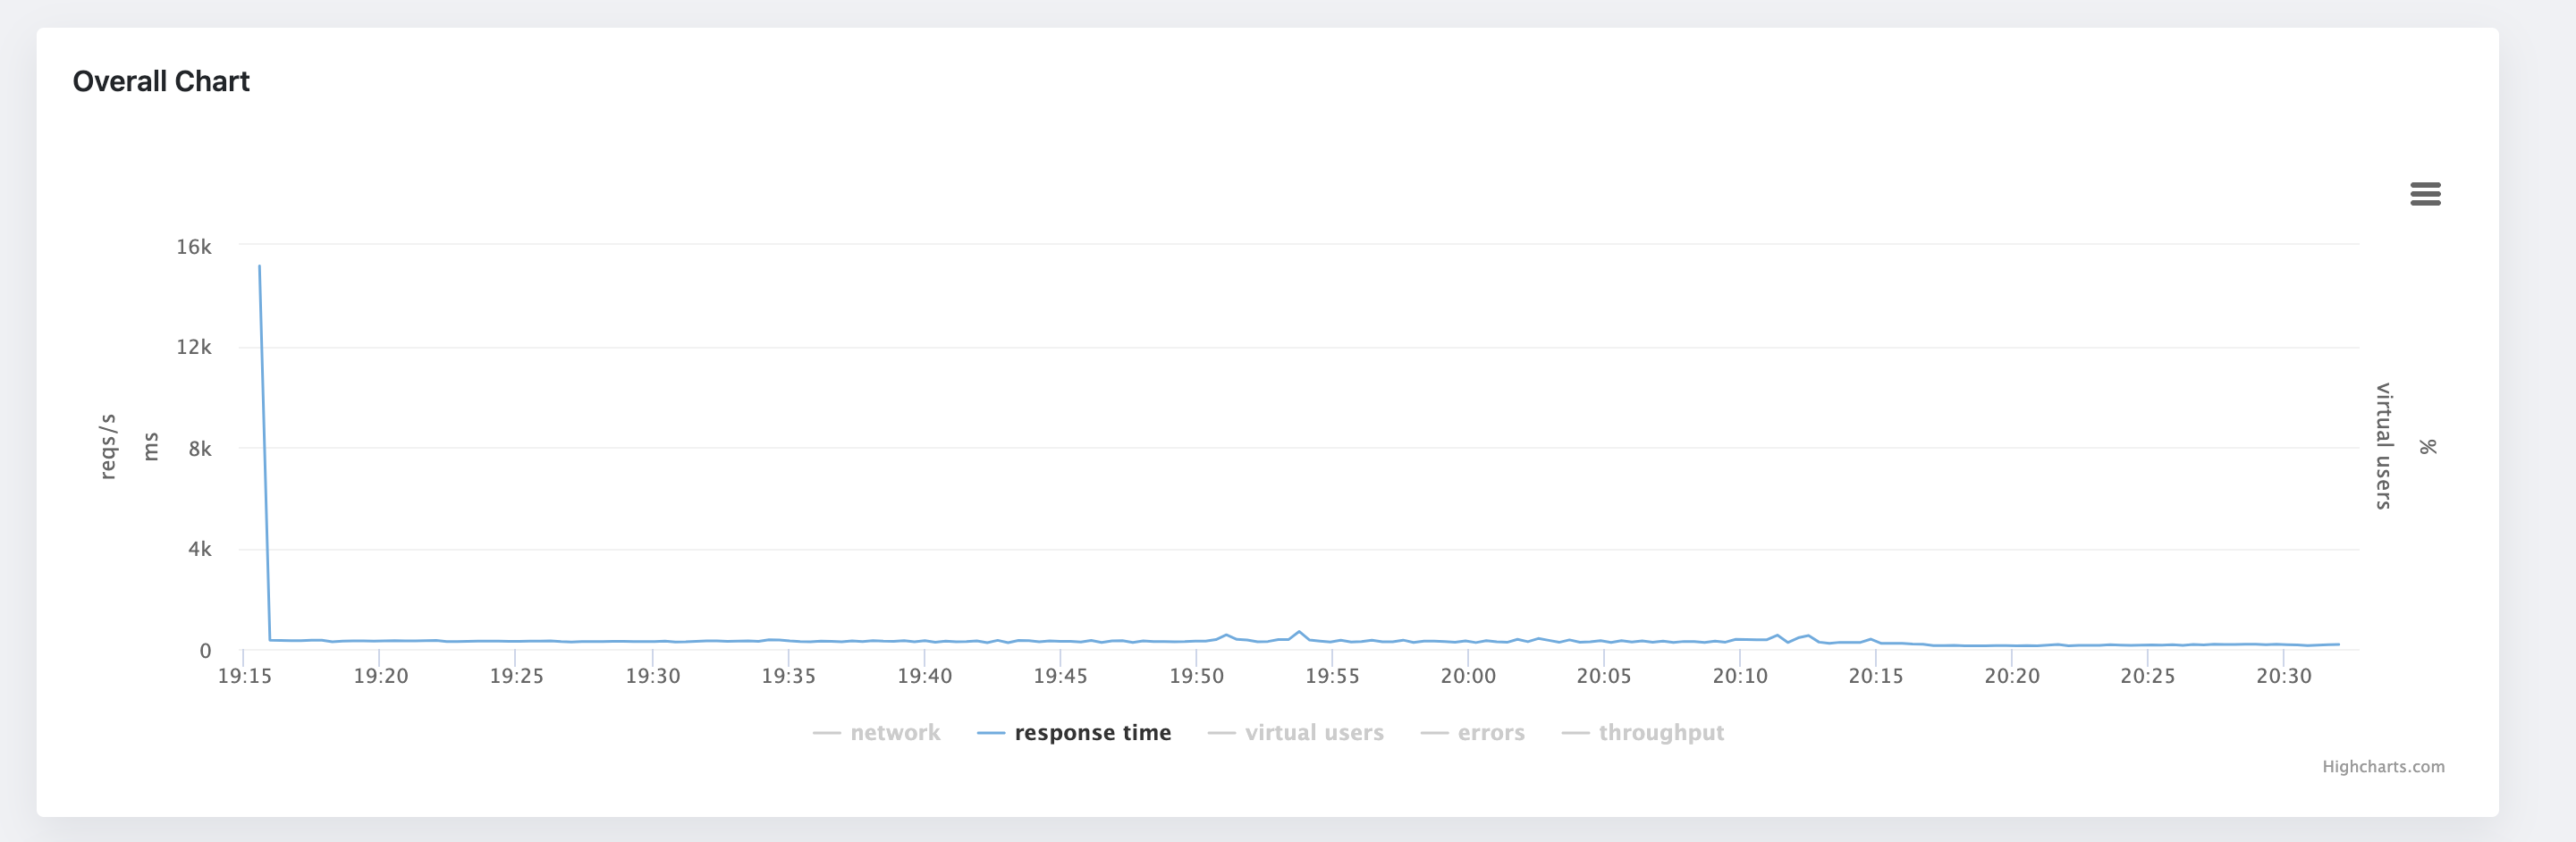 Overall Chart
16k
12k
8k
4k
0
reqs/s
ms
virtual users
%
19:15 19:20 19:25 19:30 19:35 19:40 19:45 19:50 19:55 20:00 20:05 20:10 20:15 20:20 20:25 20:30
network response time virtual users errors throughput
Highcharts.com